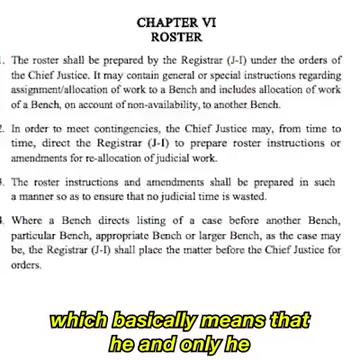 CHAPTER VI
ROSTER
1. The roster shall be prepared by the Registrar (J-I) under the orders of
the Chief Justice. It may contain general or special instructions regarding
assignment/allocation of work to a Bench and includes allocation of work
of a Bench, on account of non-availability, to another Bench.
2. In order to meet contingencies, the Chief Justice may, from time to
time, direct the Registrar (J-I) to prepare roster instructions or
amendments for re-allocation of judicial work.
3. The roster instructions and amendments shall be prepared in such
a manner so as to ensure that no judicial time is wasted.
4. Where a Bench directs listing of a case before another Bench,
particular Bench, appropriate Bench or larger Bench, as the case may
be, the Registrar (J-I) shall place the matter before the Chief Justice for
orders.
which basically means that
he and only he